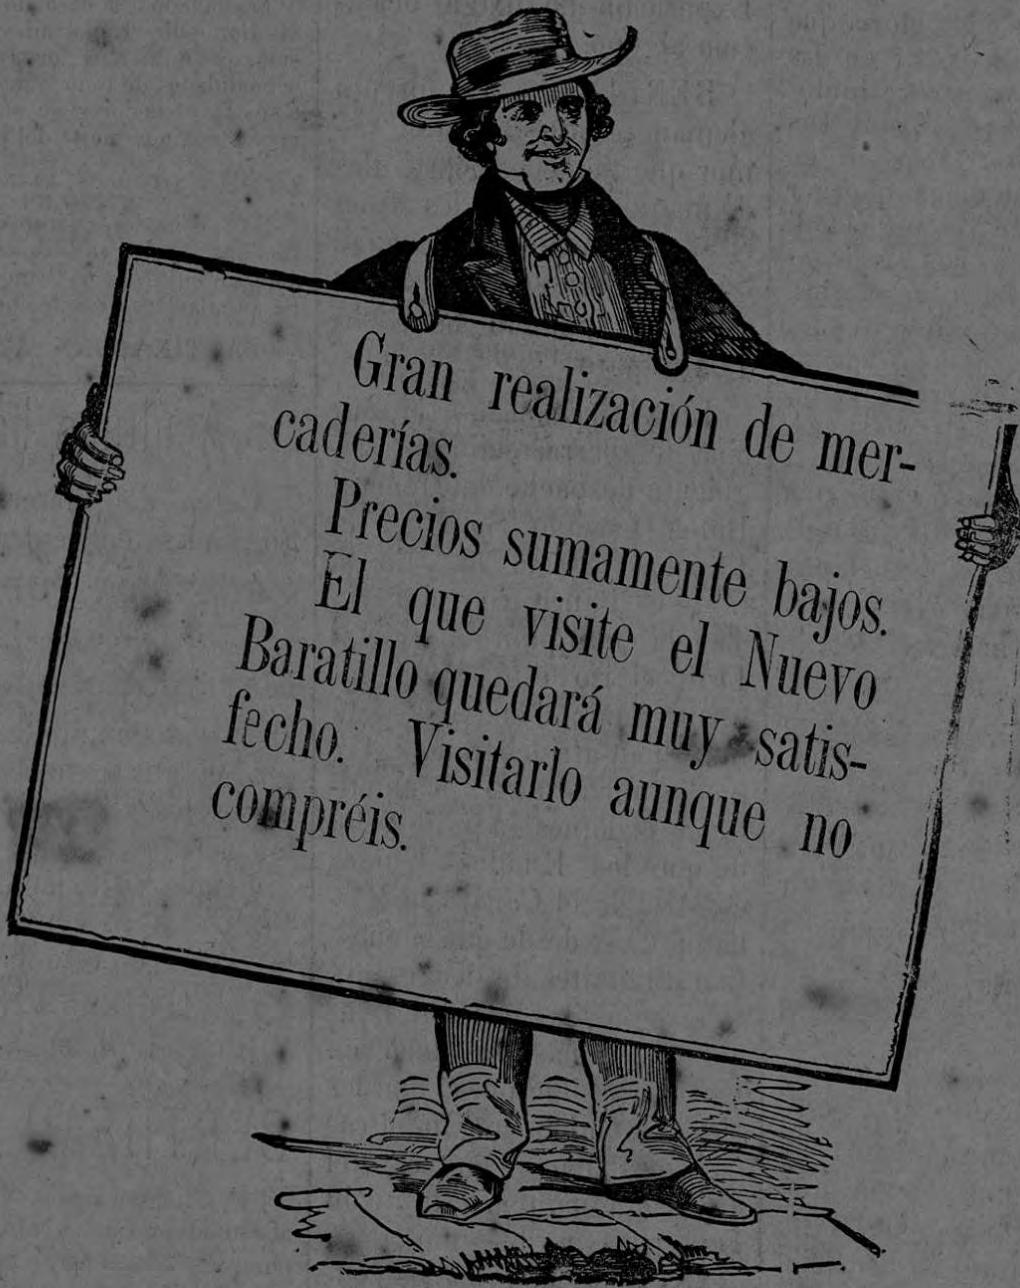 Gran realización de mer-
caderías.
Precios sumamente bajos.
El que visite el Nuevo
Baratillo quedará muy satis-
fecho. Visitarlo aunque no
compréis.